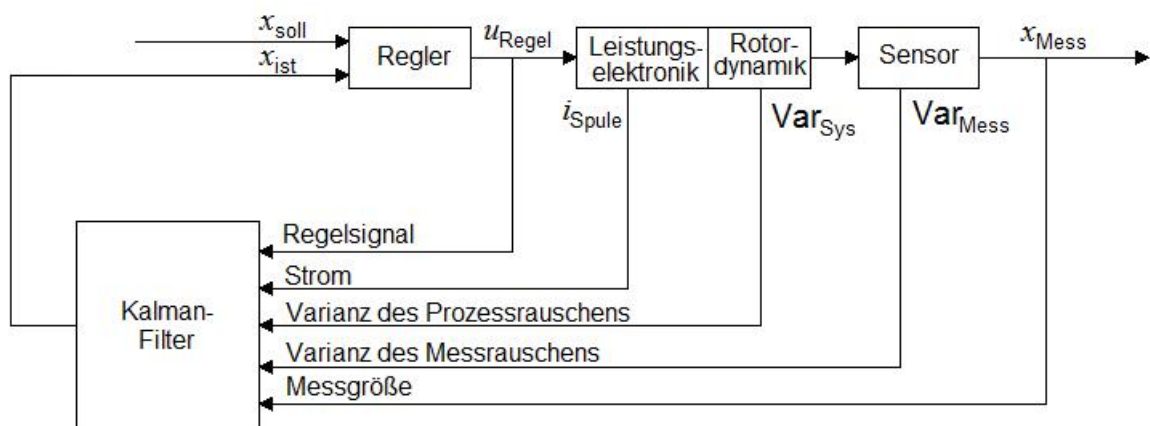 x_soll
x_ist
Regler
u_Regel
Leistungs-
elektronik
Rotor-
dynamik
Sensor
x_Mess
i_Spule
Var_Sys
Var_Mess
Kalman-
Filter
Regelsignal
Strom
Varianz des Prozessrauschens
Varianz des Messrauschens
Messgröße